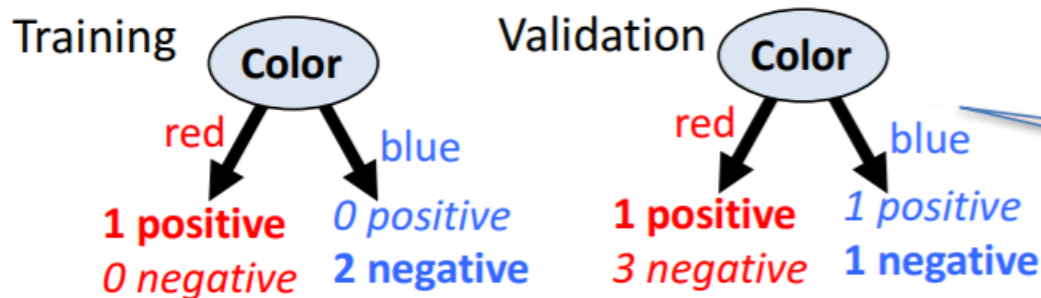 Training
Color
red
blue
1 positive
0 negative
0 positive
2 negative
Validation
Color
red
blue
1 positive
3 negative
1 positive
1 negative